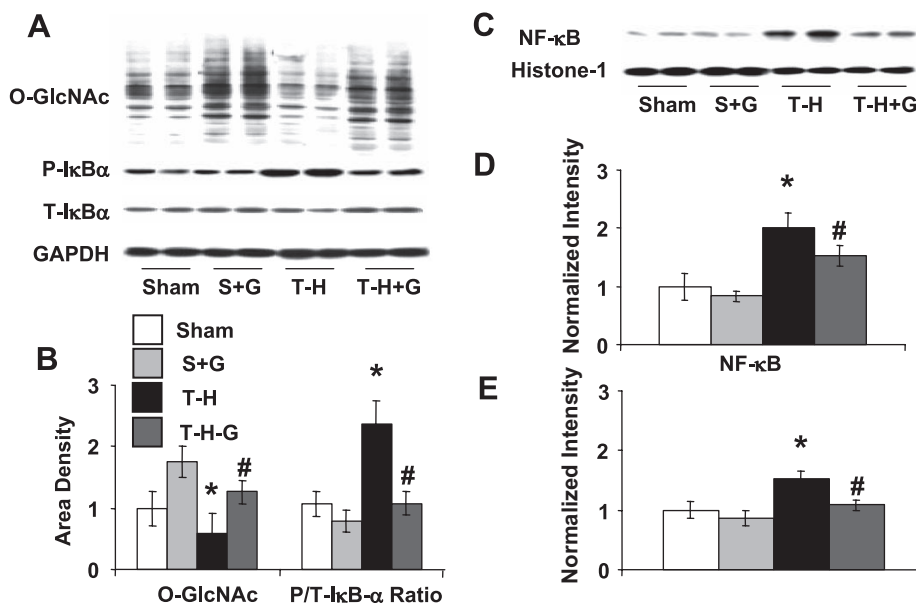 A
O-GlcNAc
P-IκBα
T-IκBα
GAPDH
Sham S+G T-H T-H+G
B
Sham
S+G
T-H
T-H-G
Area Density
3
2
1
0
* # * #
O-GlcNAc P/T-IκB-α Ratio
C
NF-κB
Histone-1
Sham S+G T-H T-H+G
D
Normalized Intensity
3
2
1
0
* #
NF-κB
E
Normalized Intensity
3
2
1
0
* #